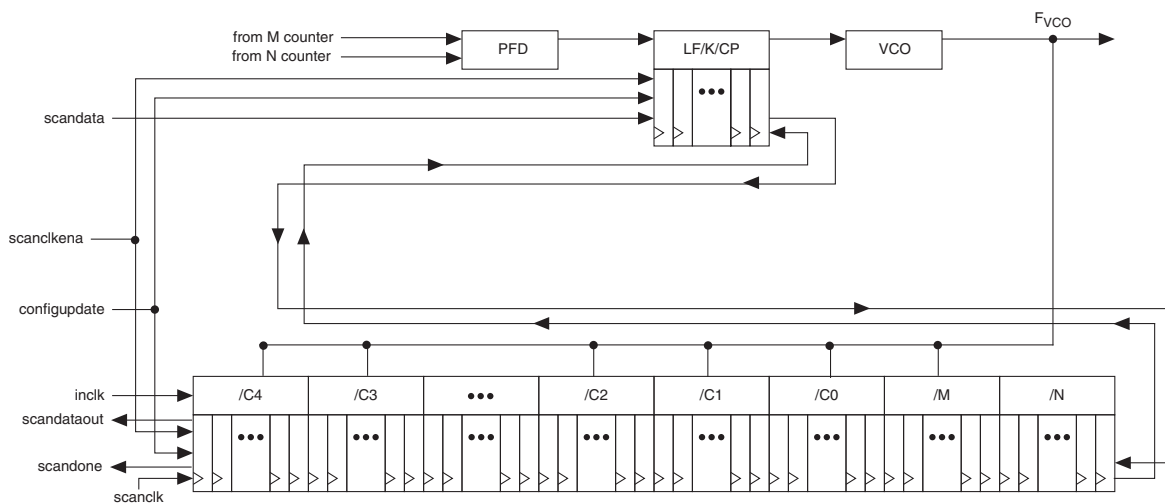 FVCO
from M counter
from N counter
PFD
LF/K/CP
VCO
•••
scandata
scanclkena
configupdate
inclk
/C4
/C3
•••
/C2
/C1
/C0
/M
/N
scandataout
••• ••• ••• ••• ••• ••• ••• •••
scandone
scanclk